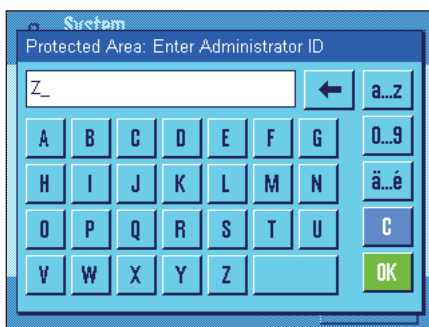 System
Protected Area: Enter Administrator ID
Z_
a...z
A B C D E F G
0...9
H I J K L M N
ä...é
O P Q R S T U
C
V W X Y Z
OK